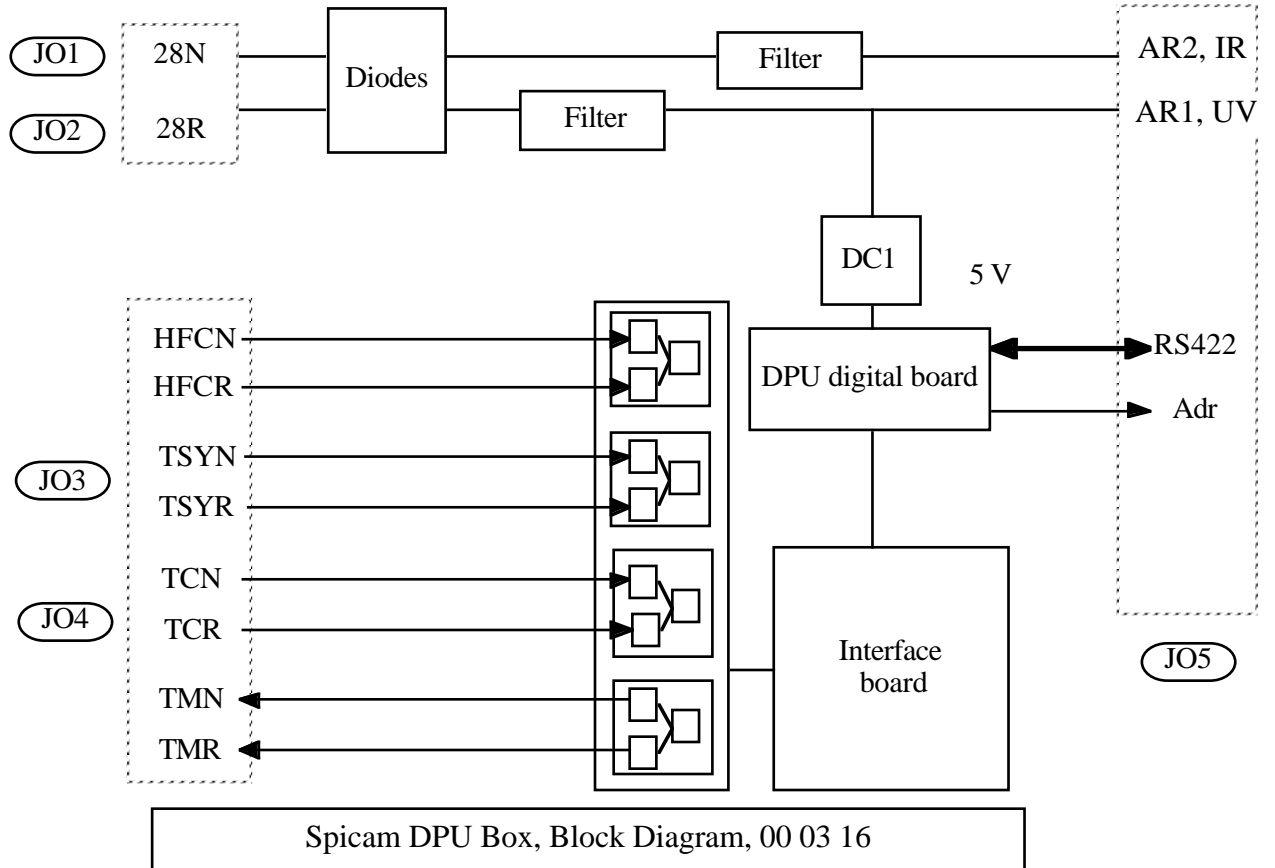 JO1
28N
Diodes
Filter
AR2, IR
JO2
28R
Filter
AR1, UV
DC1
5 V
HFCN
HFCR
DPU digital board
RS422
Adr
JO3
TSYN
TSYR
JO4
TCN
TCR
TMN
TMR
Interface
board
JO5
Spicam DPU Box, Block Diagram, 00 03 16